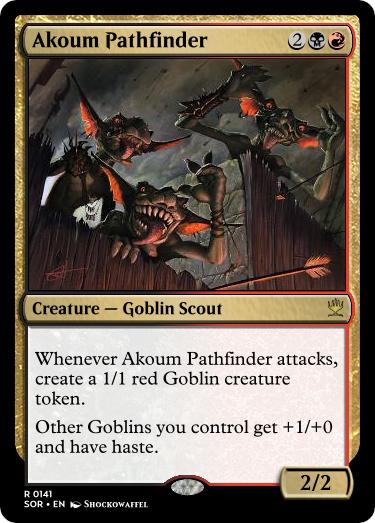 Akoum Pathfinder 2
Creature — Goblin Scout
Whenever Akoum Pathfinder attacks,
create a 1/1 red Goblin creature
token.
Other Goblins you control get +1/+0
and have haste.
2/2
R 0141
SOR • EN Shockowaffel